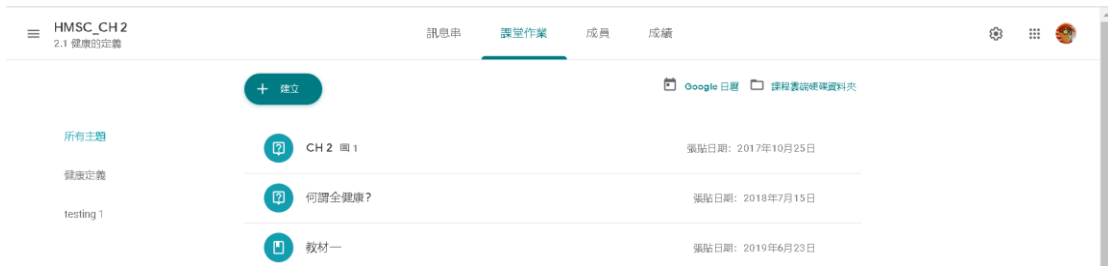 HMSC_CH 2
2.1 健康的定義
訊息串 課堂作業 成員 成績
建立
Google 日曆 課程雲端硬碟資料夾
所有主題
健康定義
testing 1
CH 2 1 張貼日期: 2017年10月25日
何謂全健康? 張貼日期: 2018年7月15日
教材一 張貼日期: 2019年6月23日